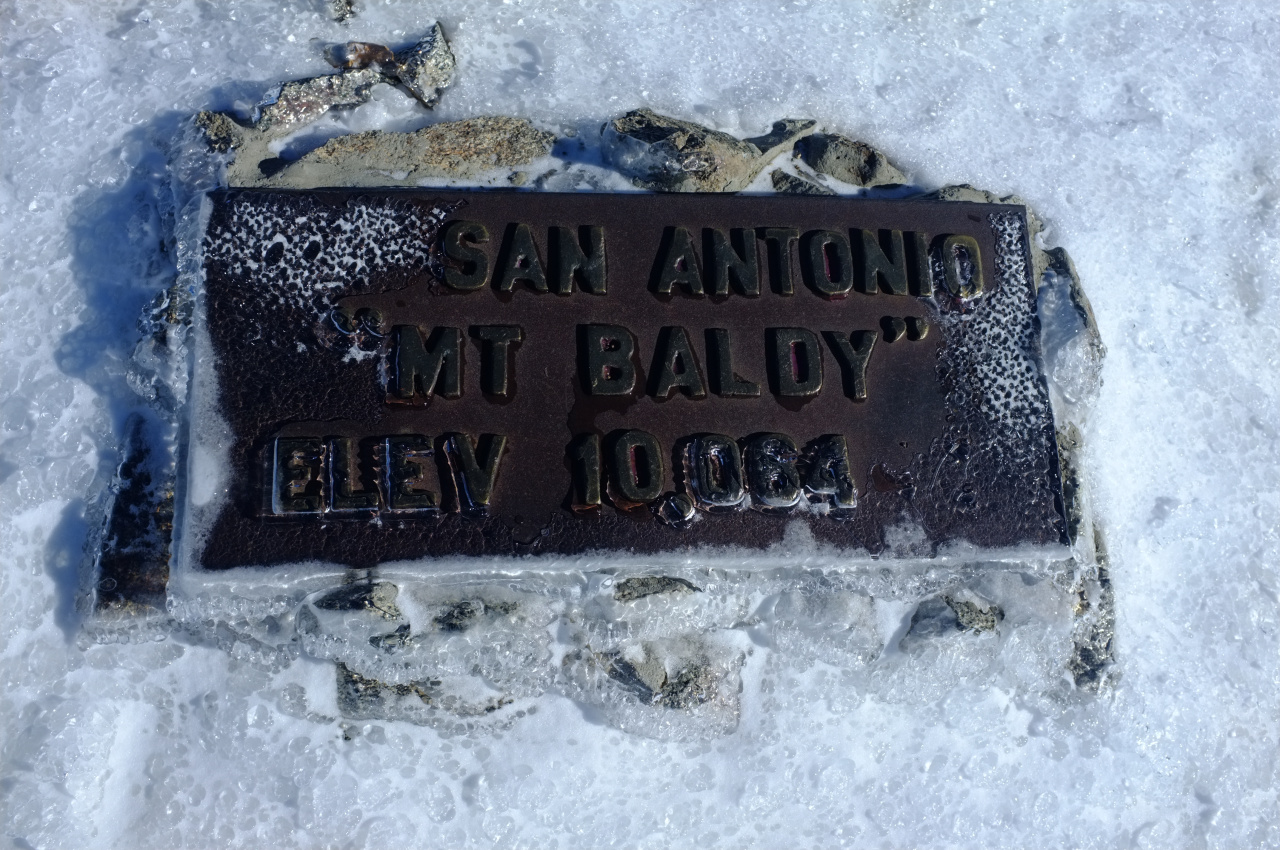 SAN ANTONIO
“MT BALDY”
ELEV 10,064